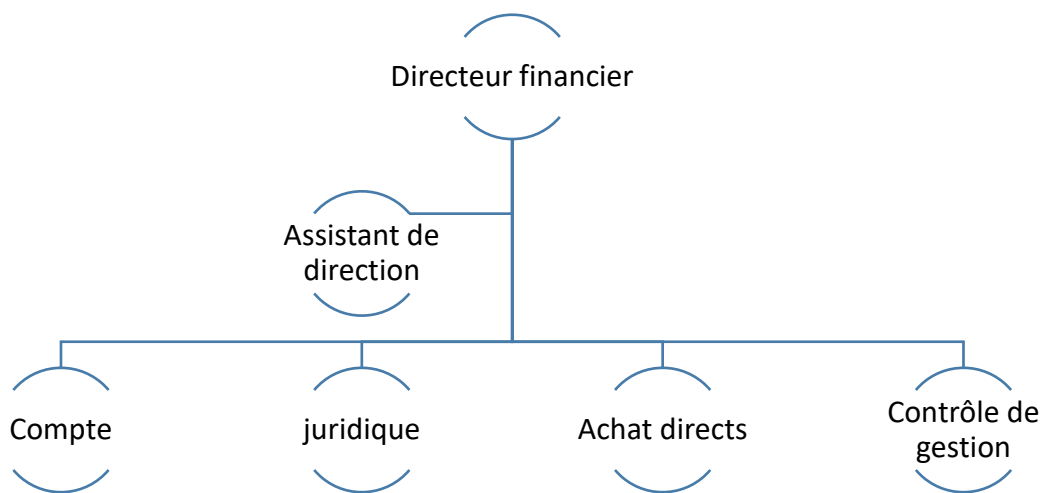 Directeur financier
Assistant de
direction
Compte
juridique
Achat directs
Contrôle de
gestion